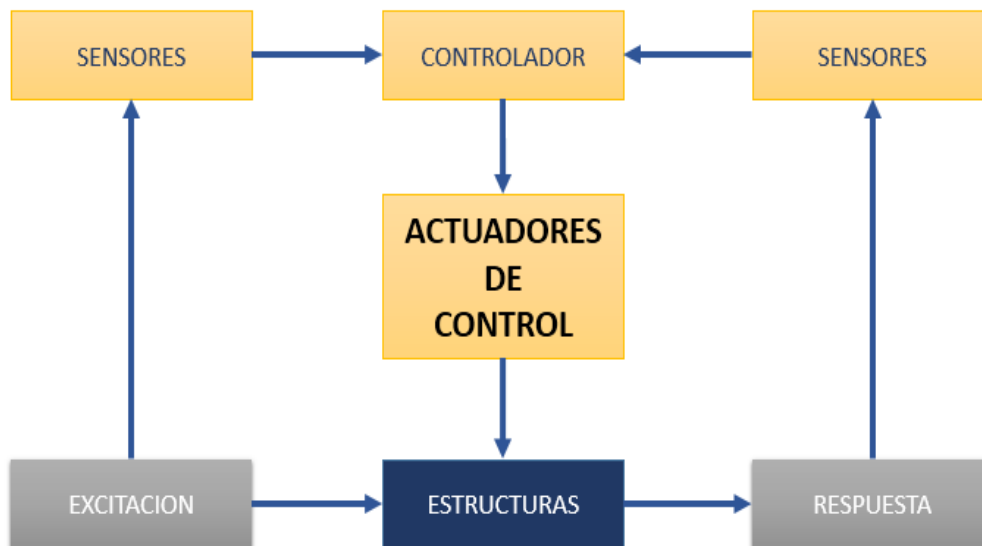 SENSORES
CONTROLADOR
SENSORES
ACTUADORES
DE
CONTROL
EXCITACION
ESTRUCTURAS
RESPUESTA